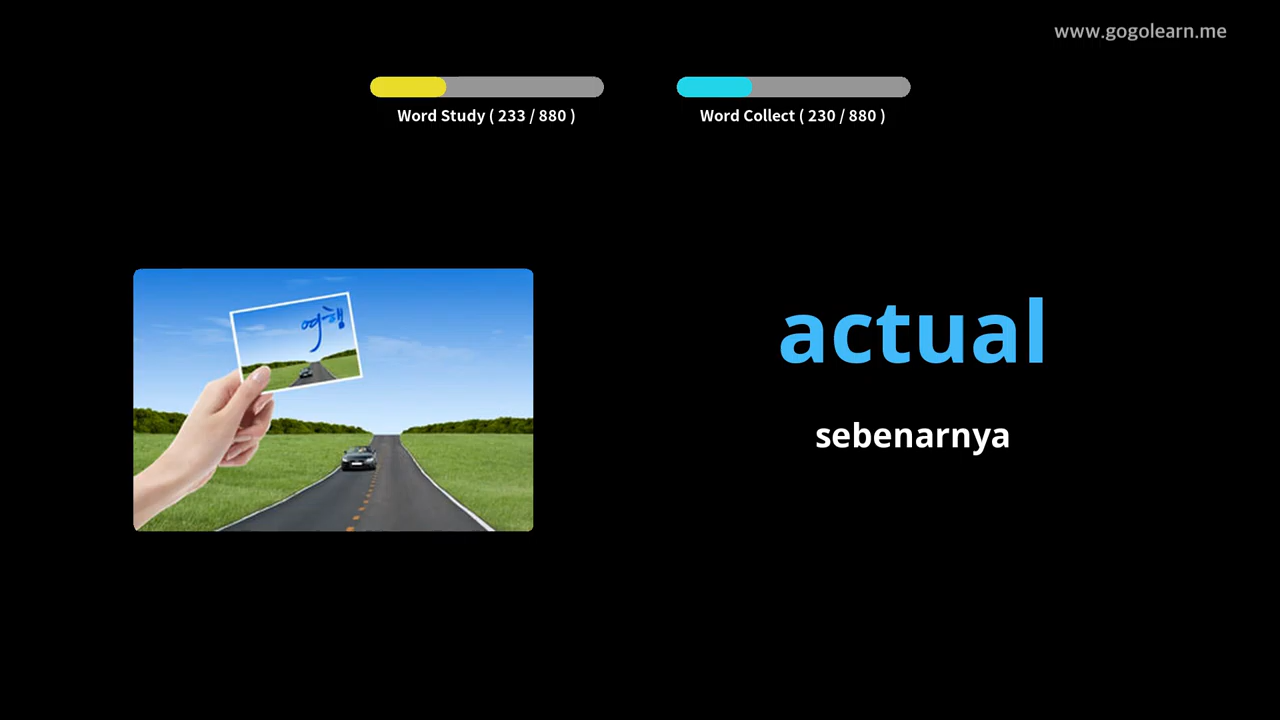 www.gogolearn.me
Word Study ( 233 / 880 )
Word Collect ( 230 / 880 )
여행
actual
sebenarnya